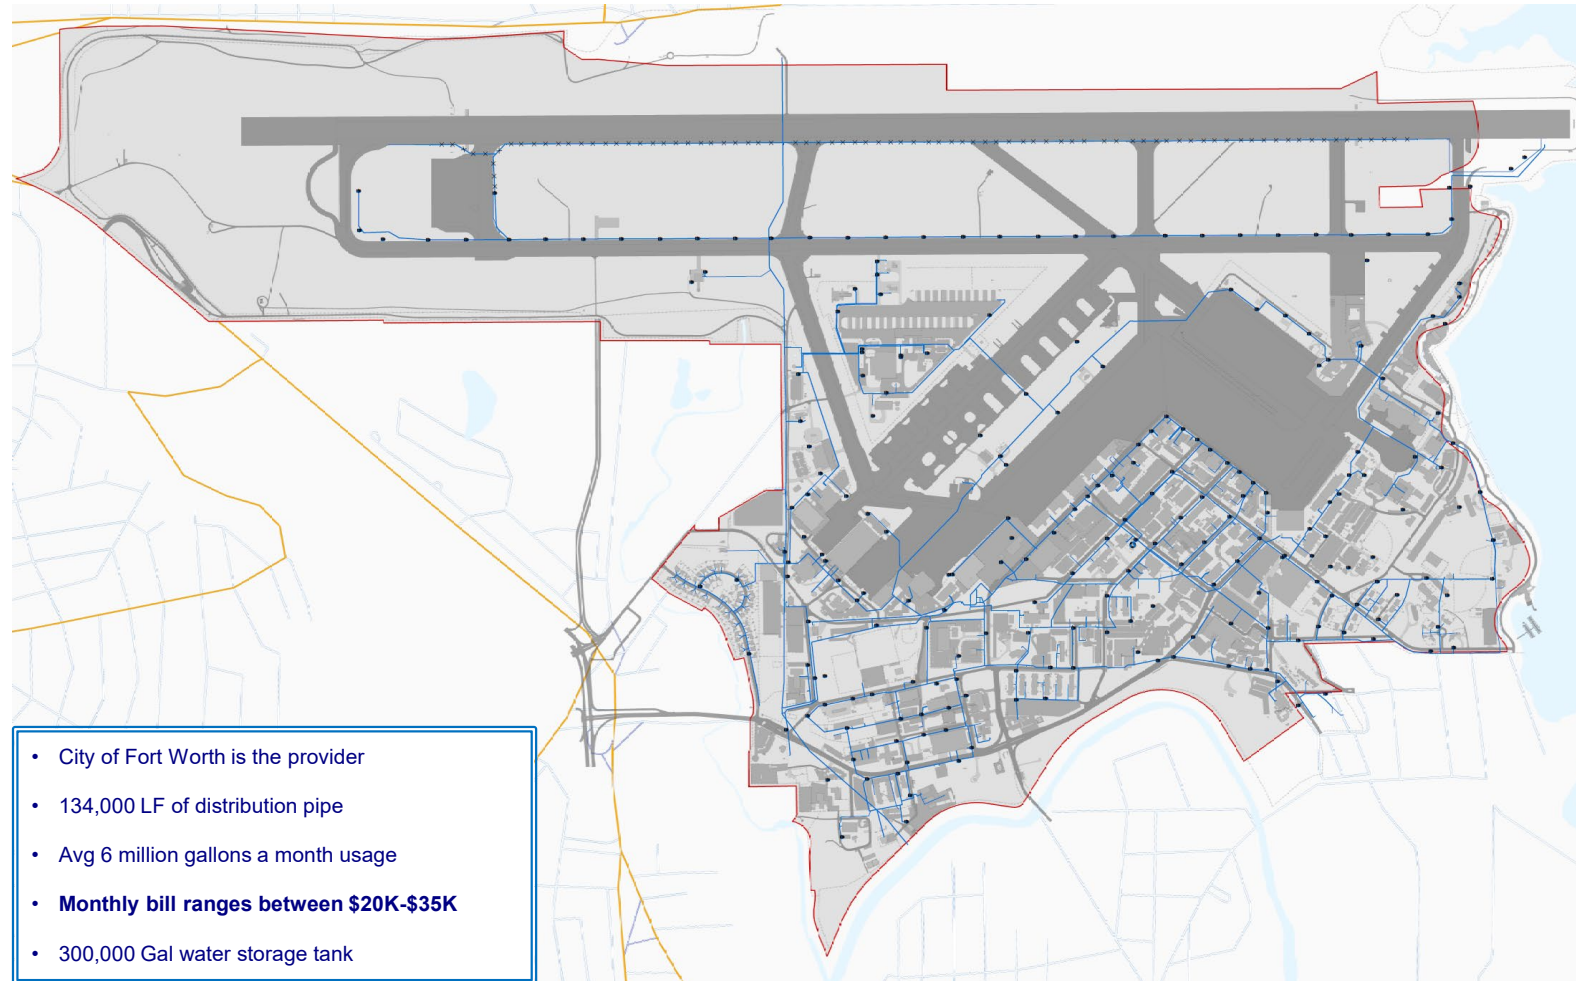 • City of Fort Worth is the provider
• 134,000 LF of distribution pipe
• Avg 6 million gallons a month usage
• Monthly bill ranges between $20K-$35K
• 300,000 Gal water storage tank